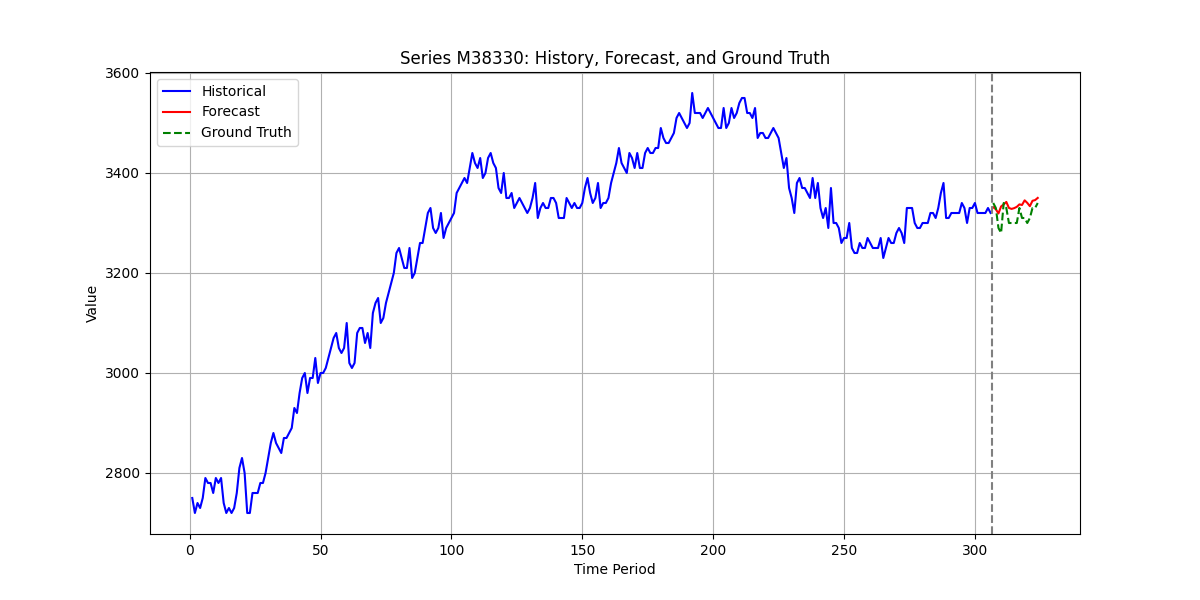 Series M38330: History, Forecast, and Ground Truth
Historical
Forecast
Ground Truth
3600
3400
3200
3000
2800
Value
0 50 100 150 200 250 300
Time Period